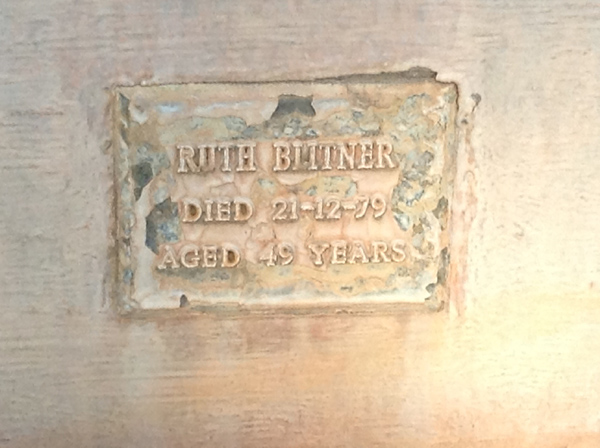 RUTH BITTNER
DIED 21-12-79
AGED 49 YEARS